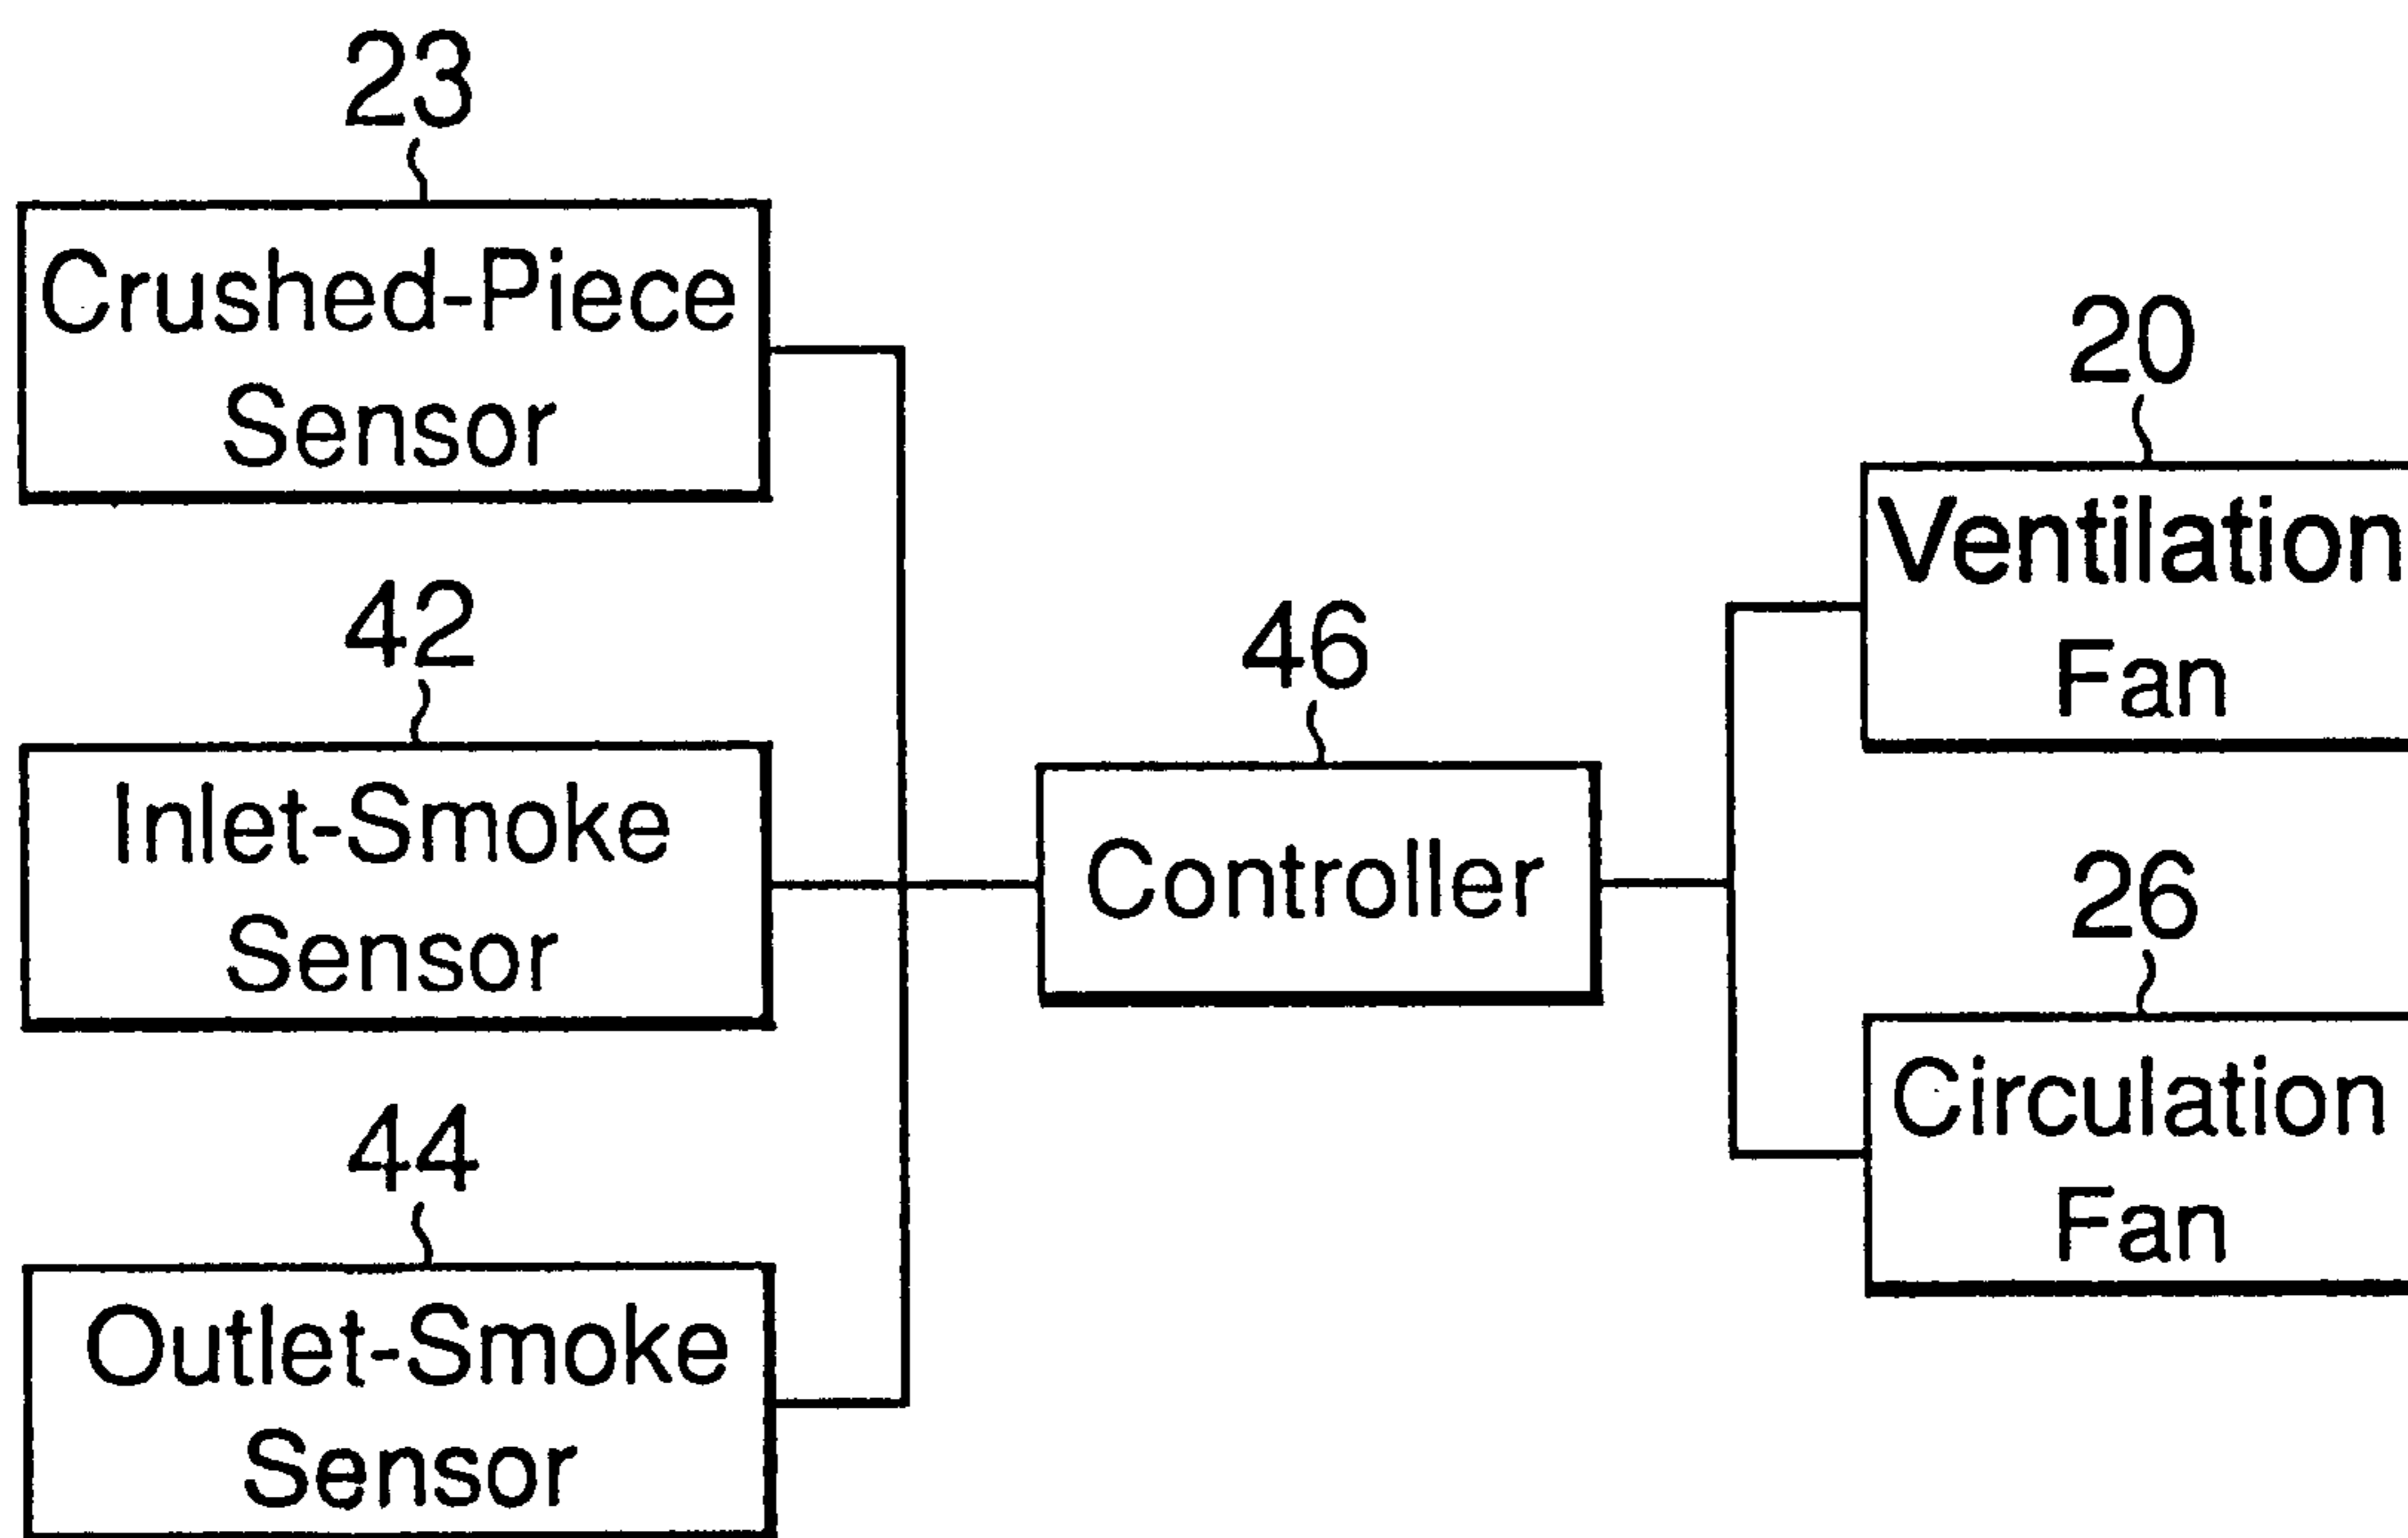 23
Crushed-Piece
Sensor
42
Inlet-Smoke
Sensor
44
Outlet-Smoke
Sensor
46
Controller
20
Ventilation
Fan
26
Circulation
Fan